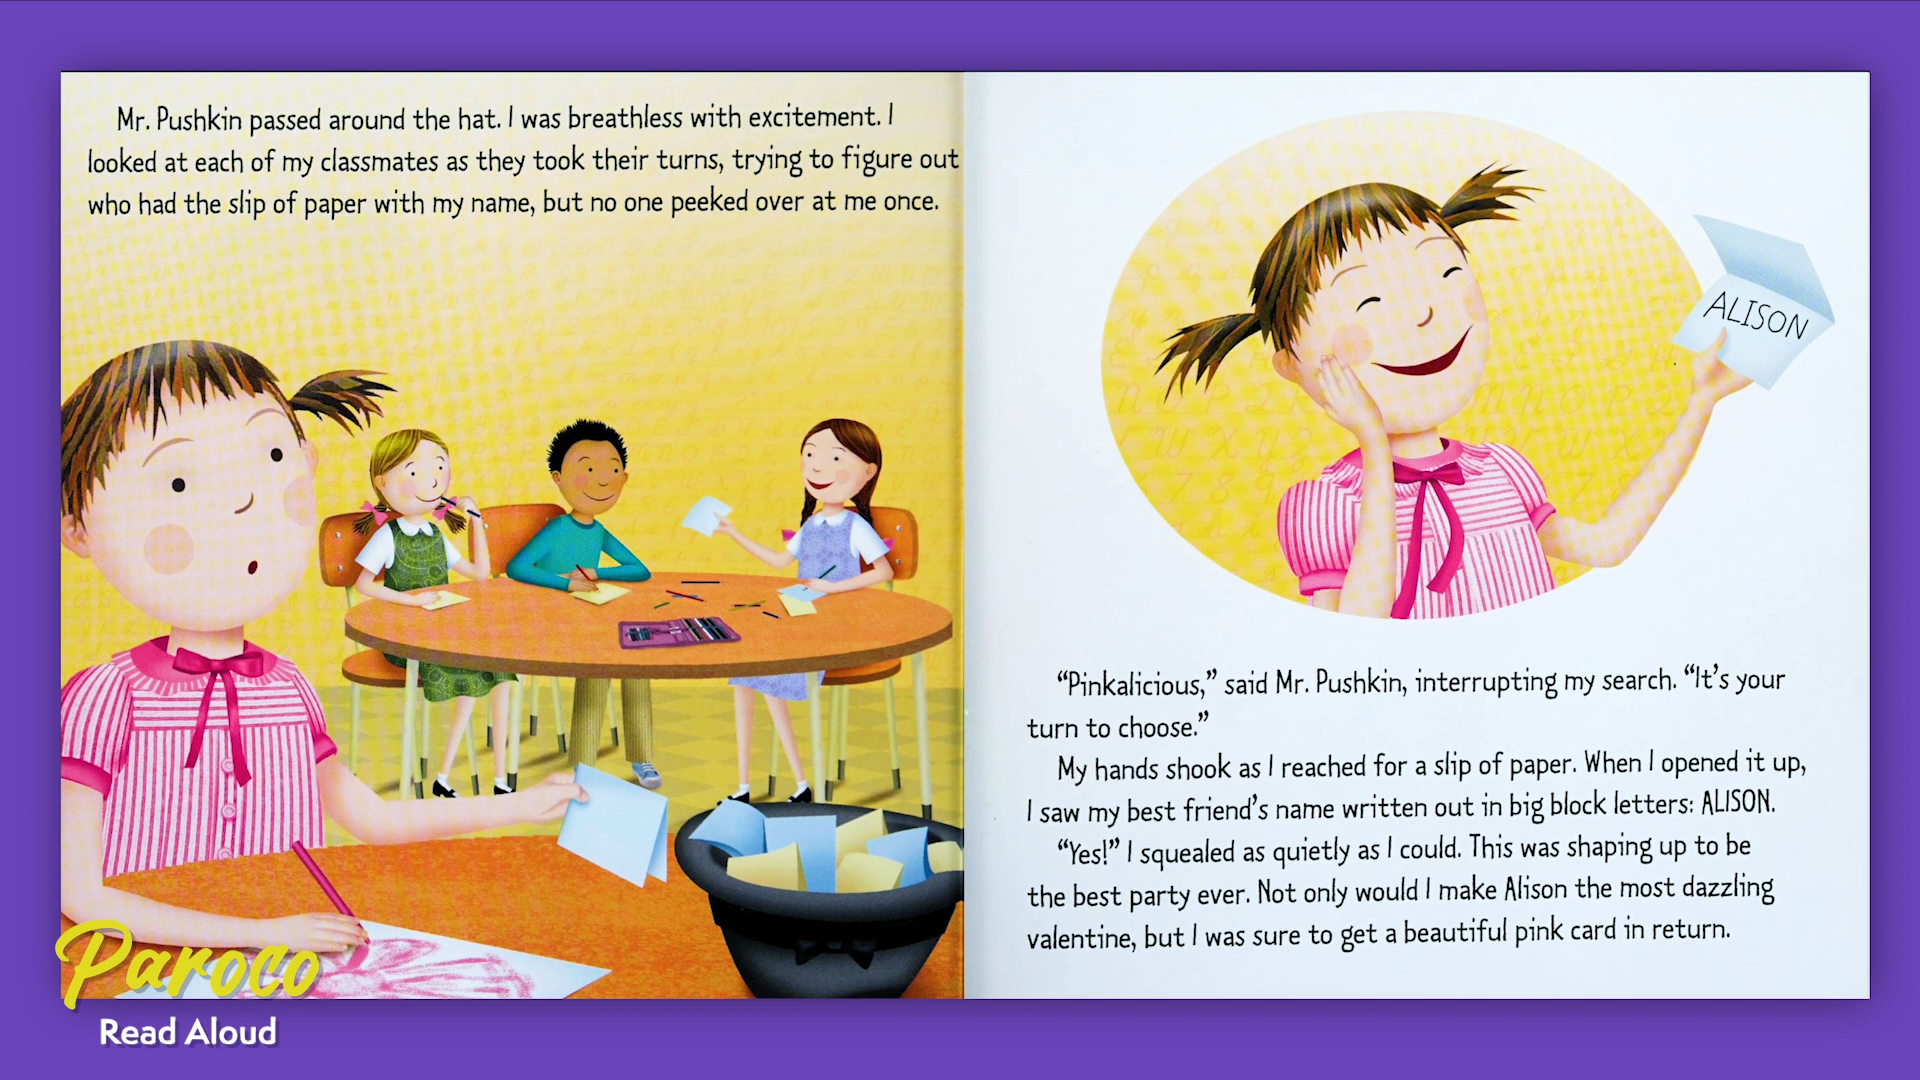 Mr. Pushkin passed around the hat. I was breathless with excitement. I
looked at each of my classmates as they took their turns, trying to figure out
who had the slip of paper with my name, but no one peeked over at me once.
ALISON
“Pinkalicious,” said Mr. Pushkin, interrupting my search. “It’s your
turn to choose.”
My hands shook as I reached for a slip of paper. When I opened it up,
I saw my best friend’s name written out in big block letters: ALISON.
“Yes!” I squealed as quietly as I could. This was shaping up to be
the best party ever. Not only would I make Alison the most dazzling
valentine, but I was sure to get a beautiful pink card in return.
Paroco
Read Aloud